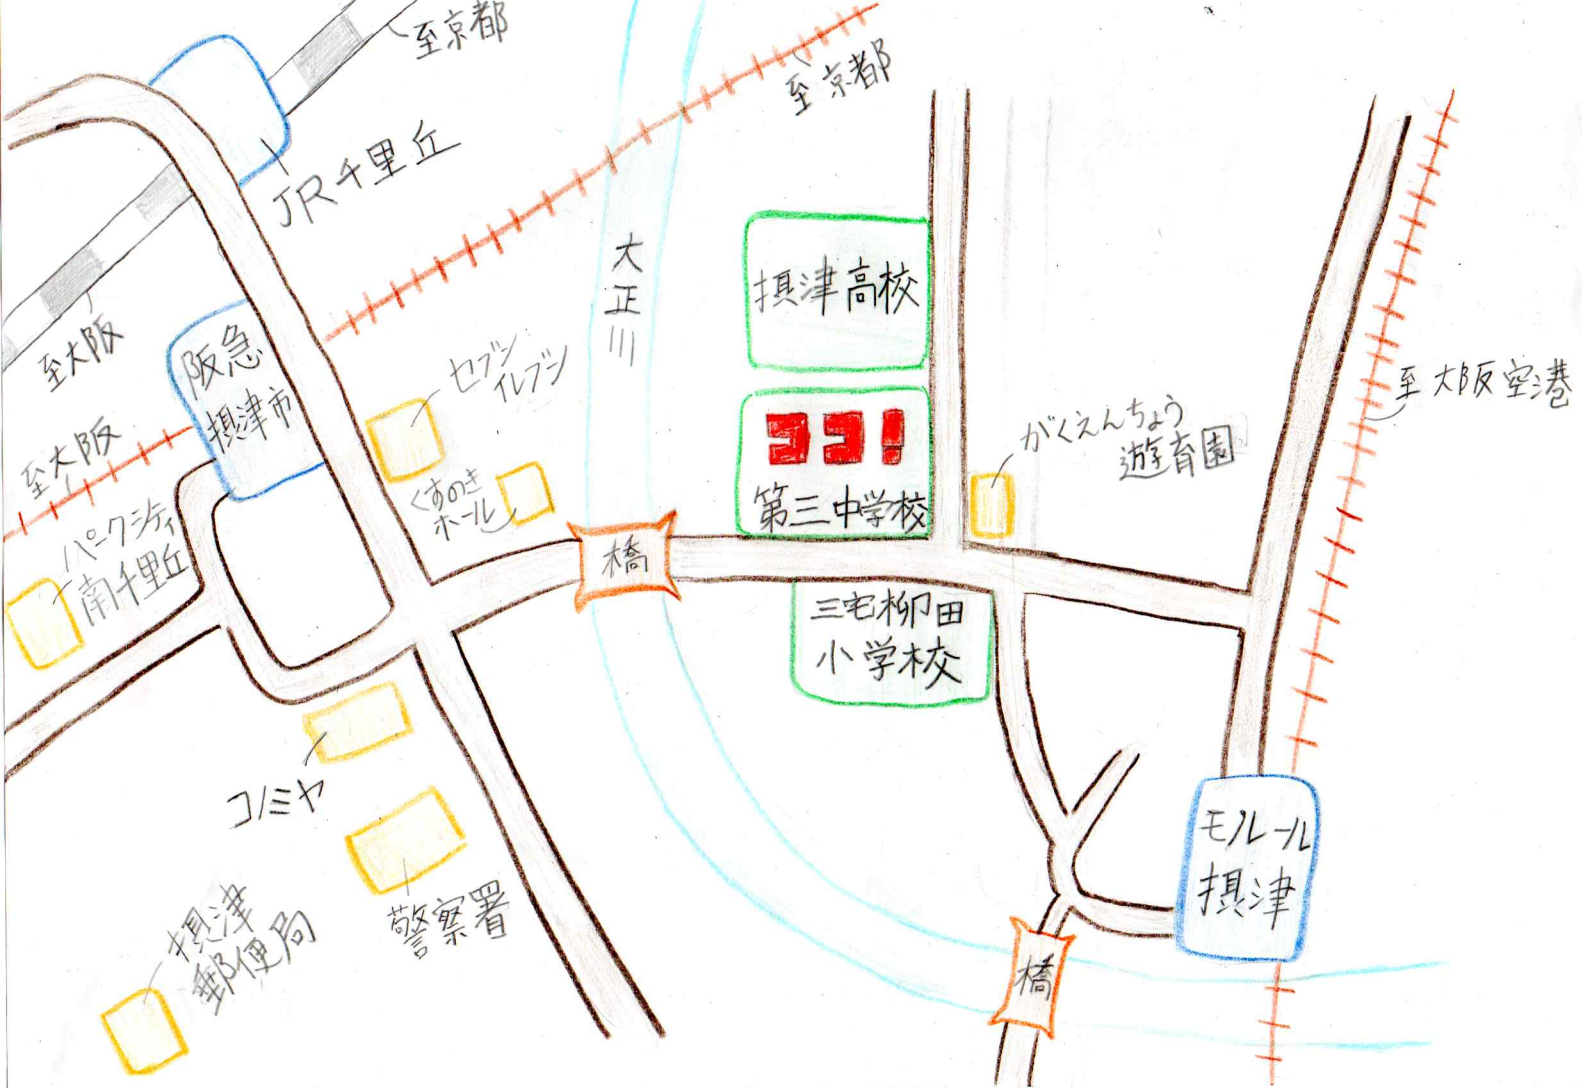 至京都
至京都
JR千里丘
大正川
摂津高校
至大阪
阪急
摂津市
セブン
イレブン
至大阪空港
至大阪
ココ!
第三中学校
がくえんちょう
遊育園
くすのき
ホール
パークシティ
南千里丘
橋
三宅柳田
小学校
コノミヤ
モノレール
摂津
警察署
摂津
郵便局
橋